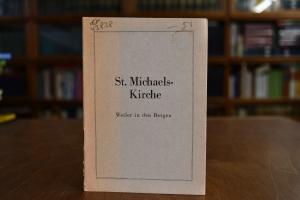 St. Michaels-
Kirche
Weiler in den Bergen